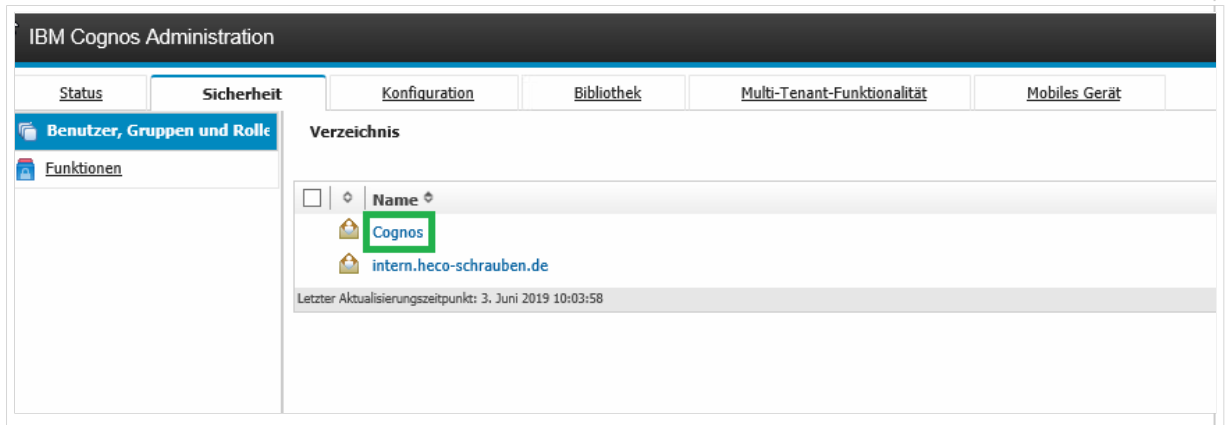 IBM Cognos Administration
Status Sicherheit Konfiguration Bibliothek Multi-Tenant-Funktionalität Mobiles Gerät
Benutzer, Gruppen und Rolle
Verzeichnis
Funktionen
Name
Cognos
intern.heco-schrauben.de
Letzter Aktualisierungszeitpunkt: 3. Juni 2019 10:03:58